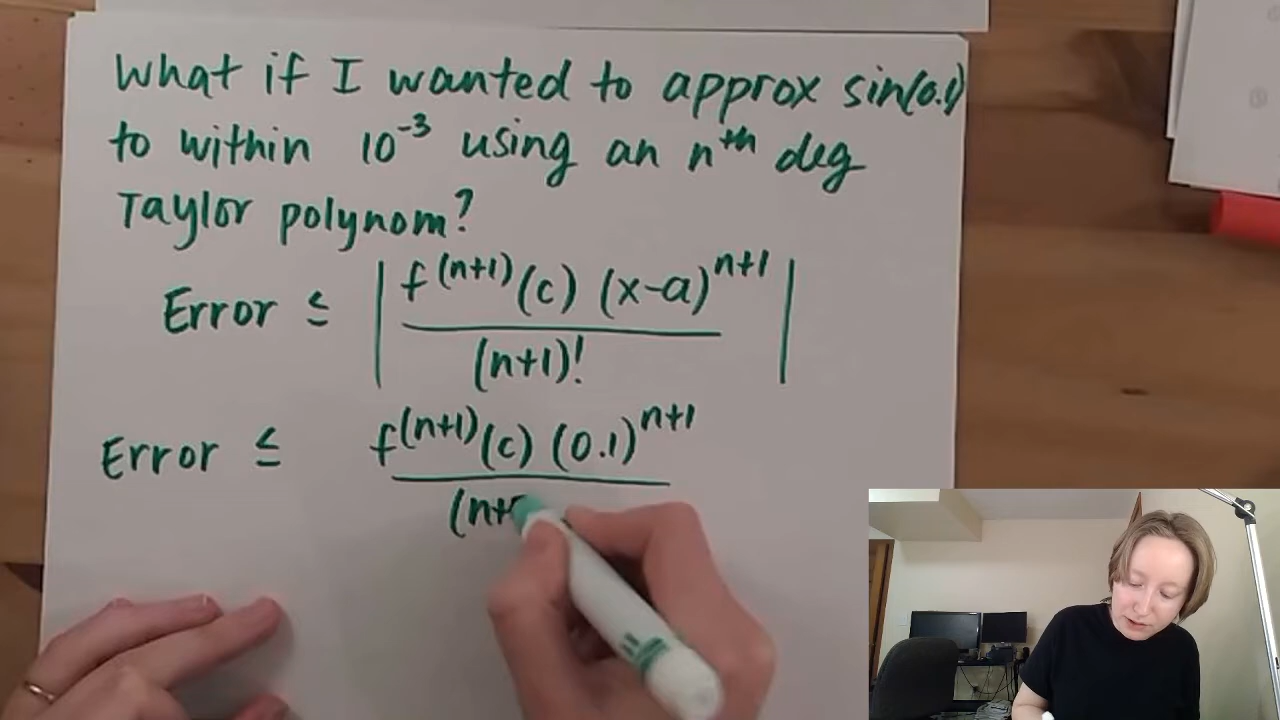 What if I wanted to approx sin(0.1)
to within 10⁻³ using an nᵗʰ deg
Taylor polynom?
Error ≤ | f⁽ⁿ⁺¹⁾(c) (x-a)ⁿ⁺¹ |
(n+1)!
Error ≤ f⁽ⁿ⁺¹⁾(c) (0.1)ⁿ⁺¹
(n+